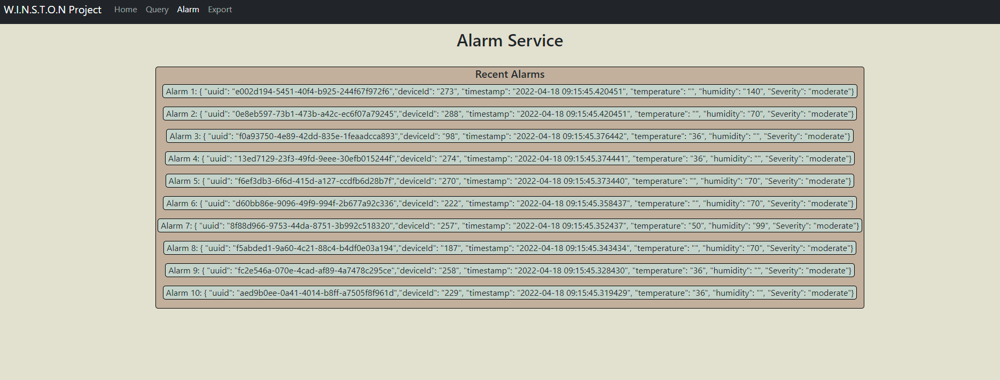 W.I.N.S.T.O.N Project Home Query Alarm Export
Alarm Service
Recent Alarms
Alarm 1: { "uuid": "e002d194-5451-40f4-b925-244f67f972f6","deviceId": "273", "timestamp": "2022-04-18 09:15:45.420451", "temperature": "", "humidity": "140", "Severity": "moderate"}
Alarm 2: { "uuid": "0e8eb597-73b1-473b-a42c-ec6f07a79245","deviceId": "288", "timestamp": "2022-04-18 09:15:45.420451", "temperature": "", "humidity": "70", "Severity": "moderate"}
Alarm 3: { "uuid": "f0a93750-4e89-42dd-835e-1feaadcca893","deviceId": "98", "timestamp": "2022-04-18 09:15:45.376442", "temperature": "36", "humidity": "", "Severity": "moderate"}
Alarm 4: { "uuid": "13ed7129-23f3-49fd-9eee-30efb015244f","deviceId": "274", "timestamp": "2022-04-18 09:15:45.374441", "temperature": "36", "humidity": "", "Severity": "moderate"}
Alarm 5: { "uuid": "f6ef3db3-6f6d-415d-a127-ccdfb6d28b7f","deviceId": "270", "timestamp": "2022-04-18 09:15:45.373440", "temperature": "", "humidity": "70", "Severity": "moderate"}
Alarm 6: { "uuid": "d60bb86e-9096-49f9-994f-2b677a92c336","deviceId": "222", "timestamp": "2022-04-18 09:15:45.358437", "temperature": "", "humidity": "70", "Severity": "moderate"}
Alarm 7: { "uuid": "8f88d966-9753-44da-8751-3b992c518320","deviceId": "257", "timestamp": "2022-04-18 09:15:45.352437", "temperature": "50", "humidity": "99", "Severity": "moderate"}
Alarm 8: { "uuid": "f5abded1-9a60-4c21-88c4-b4df0e03a194","deviceId": "187", "timestamp": "2022-04-18 09:15:45.343434", "temperature": "", "humidity": "70", "Severity": "moderate"}
Alarm 9: { "uuid": "fc2e546a-070e-4cad-af89-4a7478c295ce","deviceId": "258", "timestamp": "2022-04-18 09:15:45.328430", "temperature": "36", "humidity": "", "Severity": "moderate"}
Alarm 10: { "uuid": "aed9b0ee-0a41-4014-b8ff-a7505f8f961d","deviceId": "229", "timestamp": "2022-04-18 09:15:45.319429", "temperature": "36", "humidity": "", "Severity": "moderate"}